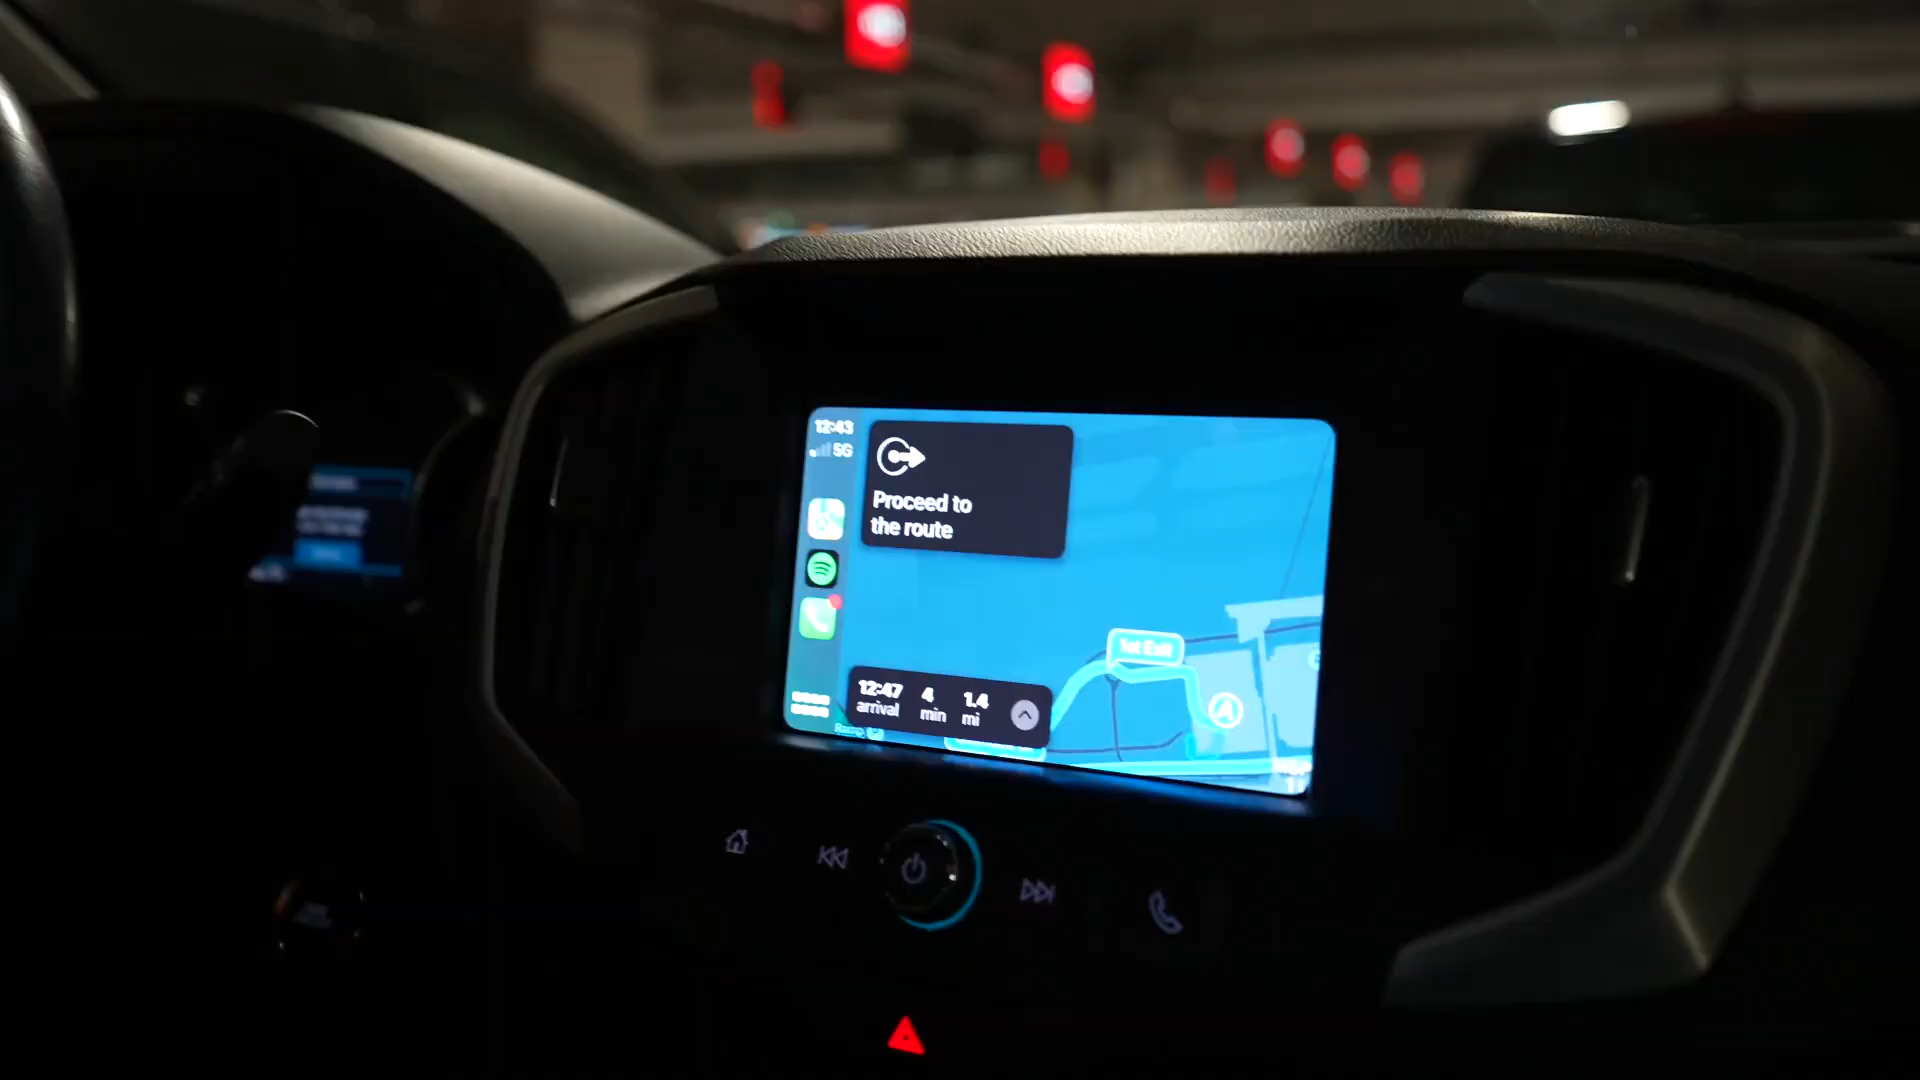 12:43
5G
Proceed to
the route
1st Exit
12:47 4 1.4
arrival min mi